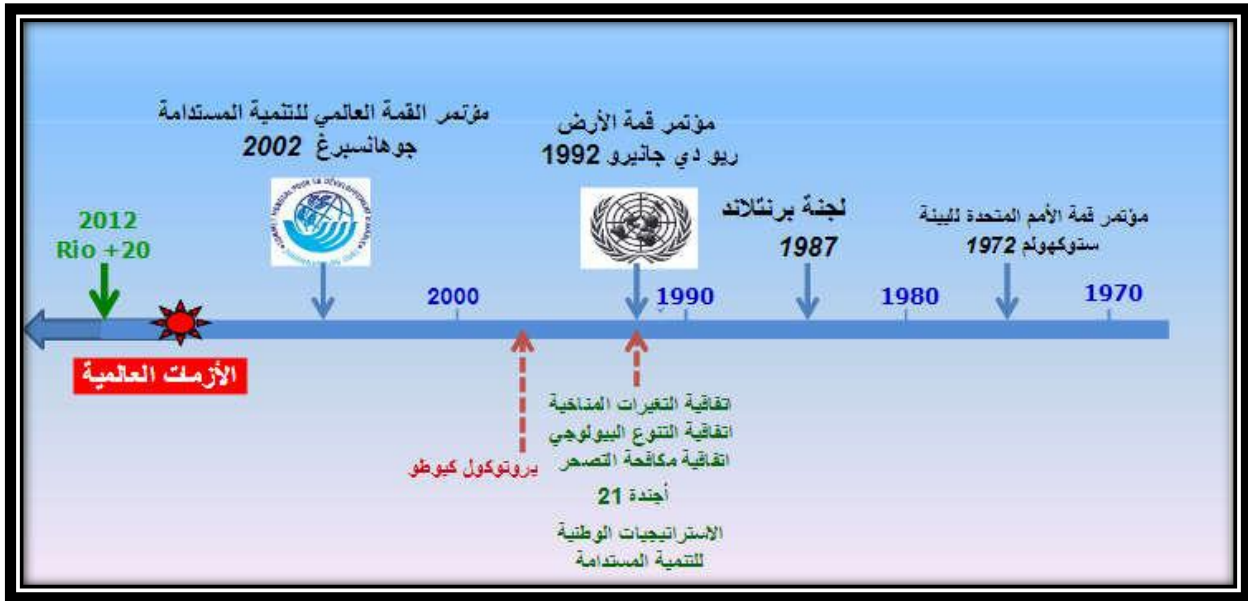 مؤتمر القمة العالمي للتنمية المستدامة
جوهانسبرغ 2002
مؤتمر قمة الأرض
ريو دي جانيرو 1992
لجنة برنتلاند
1987
مؤتمر قمة الأمم المتحدة للبيئة
ستوكهولم 1972
2012
Rio +20
1970
1980
1990
2000
الأزمات العالمية
اتفاقية التغيرات المناخية
اتفاقية التنوع البيولوجي
اتفاقية مكافحة التصحر
أجندة 21
الاستراتيجيات الوطنية
للتنمية المستدامة
بروتوكول كيوطو